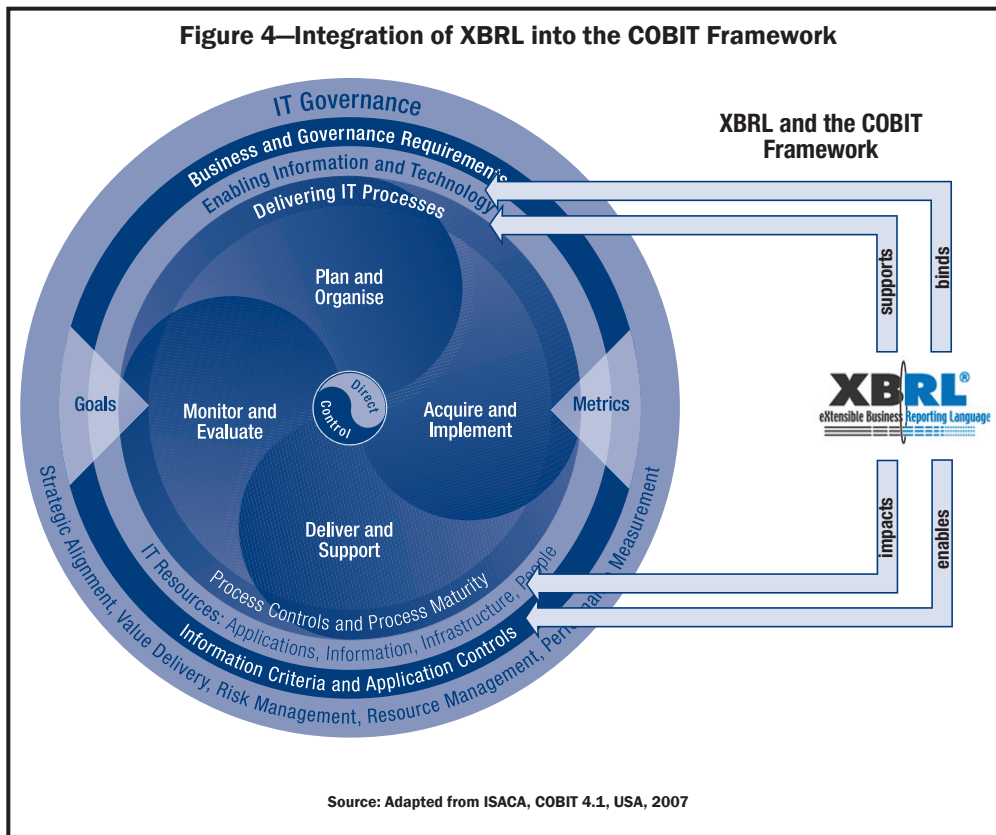 Figure 4—Integration of XBRL into the COBIT Framework
XBRL and the COBIT
Framework
IT Governance
Business and Governance Requirements
Enabling Information and Technology
Delivering IT Processes
Plan and
Organise
supports
binds
XBRL®
eXtensible Business Reporting Language
Goals
Monitor and
Evaluate
Direct
Control
Acquire and
Implement
Metrics
Deliver and
Support
impacts
enables
Process Controls and Process Maturity
IT Resources: Applications, Information, Infrastructure, People
Information Criteria and Application Controls
Strategic Alignment, Value Delivery, Risk Management, Resource Management, Performance Measurement
Source: Adapted from ISACA, COBIT 4.1, USA, 2007